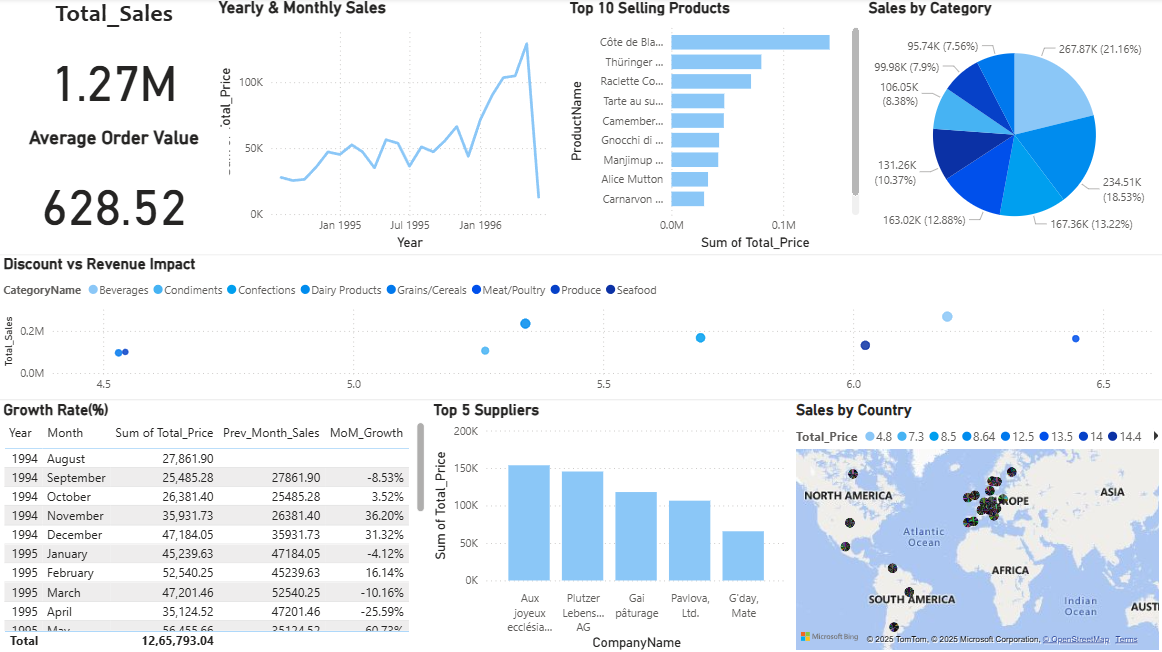 Total_Sales
1.27M
Average Order Value
628.52
Yearly & Monthly Sales
100K
50K
0K
Jan 1995
Jul 1995
Jan 1996
Year
Top 10 Selling Products
ProductName
Côte de Bla...
Thüringer ...
Raclette Co...
Tarte au su...
Camember...
Gnocchi di ...
Manjimup ...
Alice Mutton
Carnarvon ...
0.0M
0.1M
Sum of Total_Price
Sales by Category
267.87K (21.16%)
234.51K
(18.53%)
167.36K (13.22%)
163.02K (12.88%)
131.26K
(10.37%)
106.05K
(8.38%)
99.98K (7.9%)
95.74K (7.56%)
Discount vs Revenue Impact
CategoryName Beverages Condiments Confections Dairy Products Grains/Cereals Meat/Poultry Produce Seafood
Total_Sales
0.2M
0.0M
4.5
5.0
5.5
6.0
6.5
Growth Rate(%)
Year Month Sum of Total_Price Prev_Month_Sales MoM_Growth
1994 August 27,861.90
1994 September 25,485.28 27861.90 -8.53%
1994 October 26,381.40 25485.28 3.52%
1994 November 35,931.73 26381.40 36.20%
1994 December 47,184.05 35931.73 31.32%
1995 January 45,239.63 47184.05 -4.12%
1995 February 52,540.25 45239.63 16.14%
1995 March 47,201.46 52540.25 -10.16%
1995 April 35,124.52 47201.46 -25.59%
Total 12,65,793.04
Top 5 Suppliers
Sum of Total_Price
200K
150K
100K
50K
0K
Aux
joyeux
ecclésia...
Plutzer
Lebens...
AG
Gai
pâturage
Pavlova,
Ltd.
G'day,
Mate
CompanyName
Sales by Country
Total_Price 4.8 7.3 8.5 8.64 12.5 13.5 14 14.4
NORTH AMERICA
ASIA
Atlantic
Ocean
AFRICA
SOUTH AMERICA
Indian
Ocean
Microsoft Bing
© 2025 TomTom, © 2025 Microsoft Corporation, © OpenStreetMap Terms